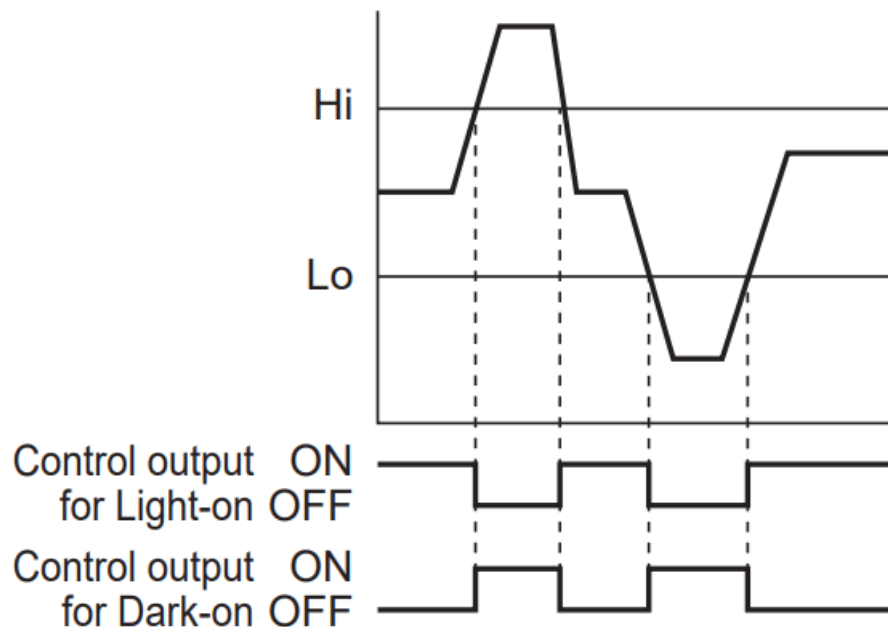 Hi
Lo
Control output ON
for Light-on OFF
Control output ON
for Dark-on OFF